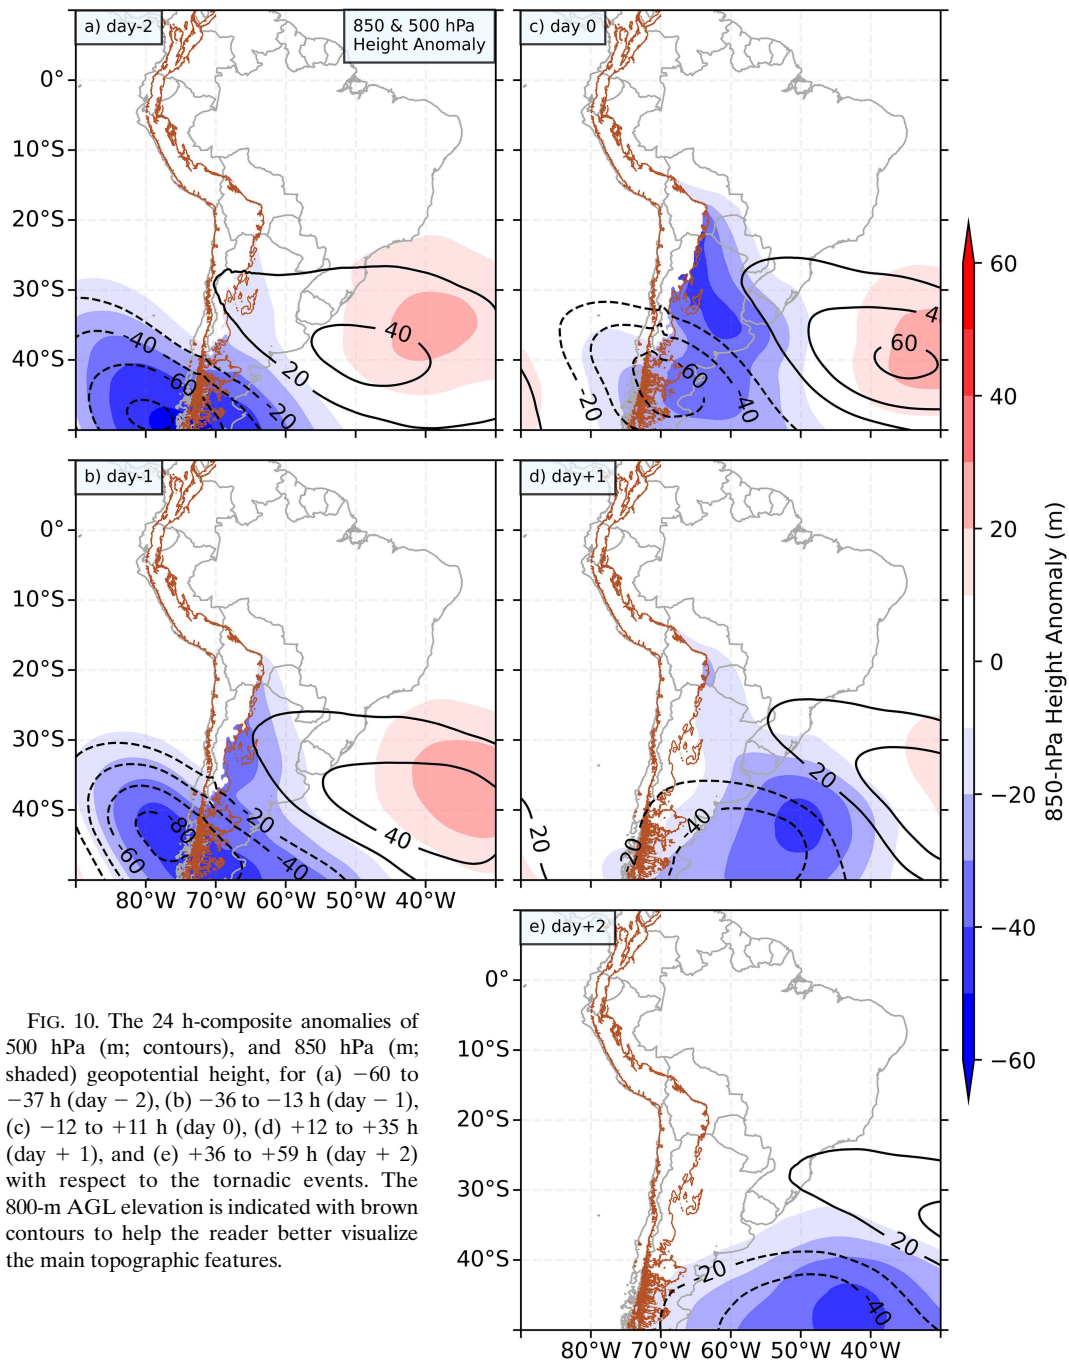 a) day-2
850 & 500 hPa
Height Anomaly
0°
10°S
20°S
30°S
40°S
40
20
40
60
20
c) day 0
20
60
40
4
60
b) day-1
0°
10°S
20°S
30°S
40°S
80°W 70°W 60°W 50°W 40°W
60
80
20
-40
40
d) day+1
20
20
-40
20
e) day+2
0°
10°S
20°S
30°S
40°S
80°W 70°W 60°W 50°W 40°W
-20
40
20
60
40
20
0
−20
−40
−60
850-hPa Height Anomaly (m)
FIG. 10. The 24 h-composite anomalies of
500 hPa (m; contours), and 850 hPa (m;
shaded) geopotential height, for (a) −60 to
−37 h (day − 2), (b) −36 to −13 h (day − 1),
(c) −12 to +11 h (day 0), (d) +12 to +35 h
(day + 1), and (e) +36 to +59 h (day + 2)
with respect to the tornadic events. The
800-m AGL elevation is indicated with brown
contours to help the reader better visualize
the main topographic features.